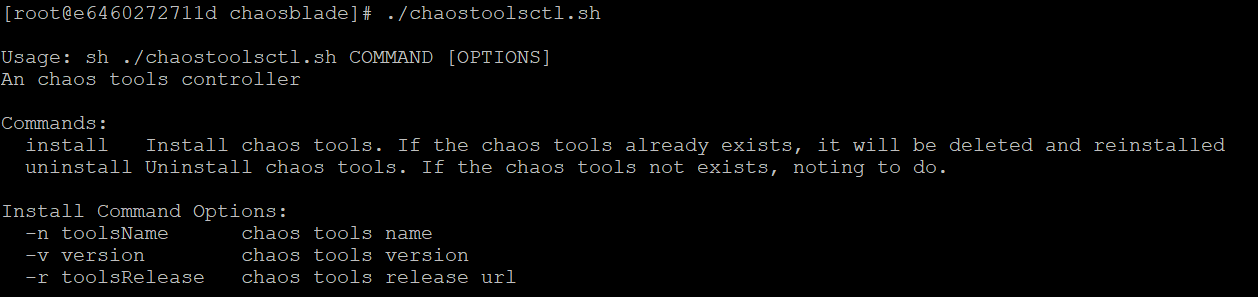 [root@e6460272711d chaosblade]# ./chaostoolsctl.sh
Usage: sh ./chaostoolsctl.sh COMMAND [OPTIONS]
An chaos tools controller
Commands:
install   Install chaos tools. If the chaos tools already exists, it will be deleted and reinstalled
uninstall Uninstall chaos tools. If the chaos tools not exists, noting to do.
Install Command Options:
-n toolsName      chaos tools name
-v version        chaos tools version
-r toolsRelease   chaos tools release url